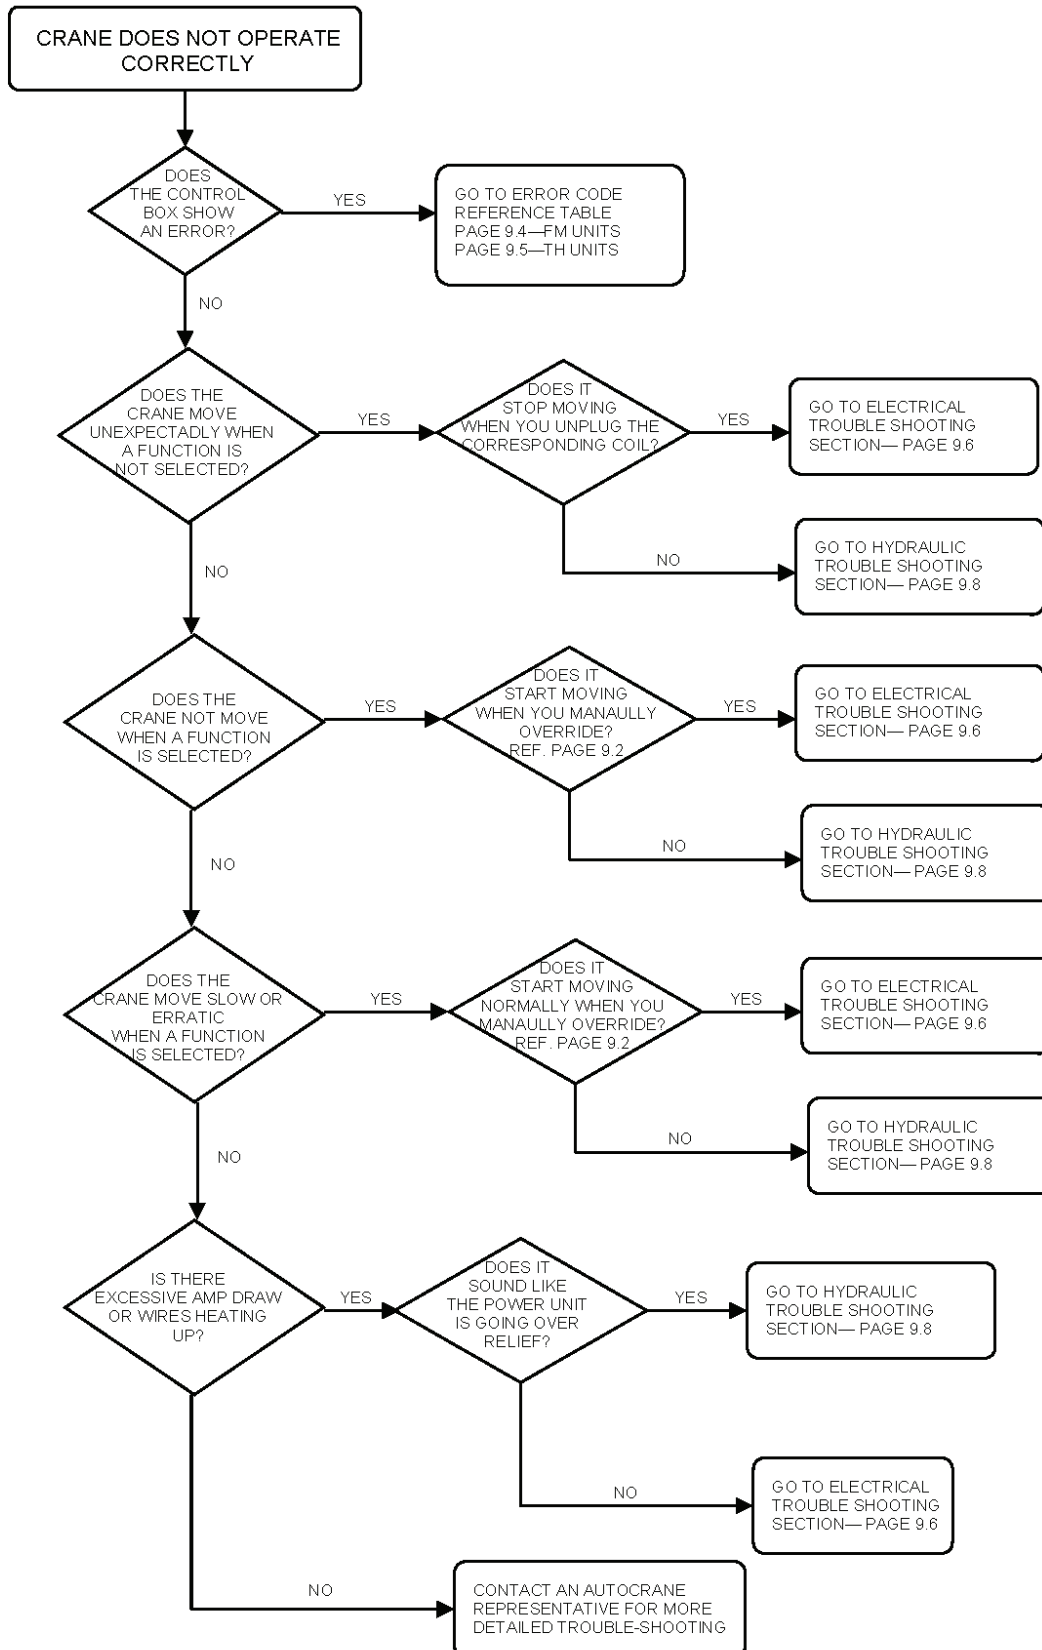 CRANE DOES NOT OPERATE
CORRECTLY
DOES
THE CONTROL
BOX SHOW
AN ERROR?
YES
GO TO ERROR CODE
REFERENCE TABLE
PAGE 9.4—FM UNITS
PAGE 9.5—TH UNITS
NO
DOES THE
CRANE MOVE
UNEXPECTADLY WHEN
A FUNCTION IS
NOT SELECTED?
YES
DOES IT
STOP MOVING
WHEN YOU UNPLUG THE
CORRESPONDING COIL?
YES
GO TO ELECTRICAL
TROUBLE SHOOTING
SECTION— PAGE 9.6
NO
GO TO HYDRAULIC
TROUBLE SHOOTING
SECTION— PAGE 9.8
NO
DOES THE
CRANE NOT MOVE
WHEN A FUNCTION
IS SELECTED?
YES
DOES IT
START MOVING
WHEN YOU MANAULLY
OVERRIDE?
REF. PAGE 9.2
YES
GO TO ELECTRICAL
TROUBLE SHOOTING
SECTION— PAGE 9.6
NO
GO TO HYDRAULIC
TROUBLE SHOOTING
SECTION— PAGE 9.8
NO
DOES THE
CRANE MOVE SLOW OR
ERRATIC
WHEN A FUNCTION
IS SELECTED?
YES
DOES IT
START MOVING
NORMALLY WHEN YOU
MANAULLY OVERRIDE?
REF. PAGE 9.2
YES
GO TO ELECTRICAL
TROUBLE SHOOTING
SECTION— PAGE 9.6
NO
GO TO HYDRAULIC
TROUBLE SHOOTING
SECTION— PAGE 9.8
NO
IS THERE
EXCESSIVE AMP DRAW
OR WIRES HEATING
UP?
YES
DOES IT
SOUND LIKE
THE POWER UNIT
IS GOING OVER
RELIEF?
YES
GO TO HYDRAULIC
TROUBLE SHOOTING
SECTION— PAGE 9.8
NO
GO TO ELECTRICAL
TROUBLE SHOOTING
SECTION— PAGE 9.6
NO
CONTACT AN AUTOCRANE
REPRESENTATIVE FOR MORE
DETAILED TROUBLE-SHOOTING